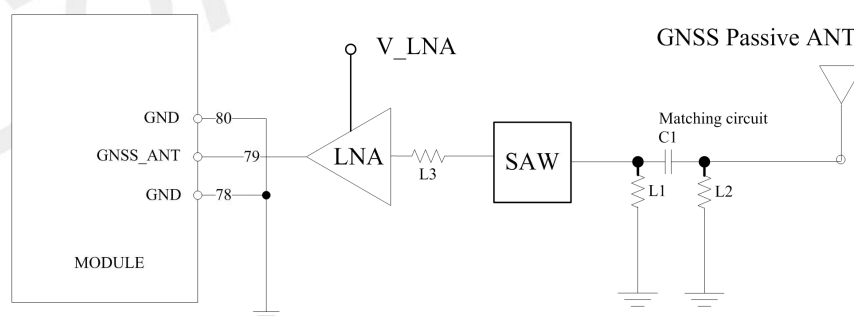 GNSS Passive ANT
V_LNA
Matching circuit
C1
GND
80
GNSS_ANT
79
LNA
L3
SAW
L1
L2
GND
78
MODULE